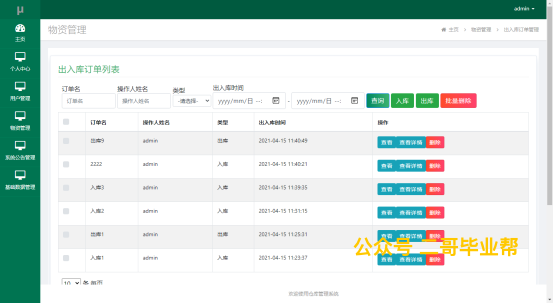 μ
admin
主页
个人中心
用户管理
物资管理
系统公告管理
基础数据管理
物资管理
主页 > 物资管理 > 出入库订单管理
出入库订单列表
订单名 操作人姓名 类型 出入库时间
订单名 操作人姓名 -请选择- yyyy/mm/日 --: - yyyy/mm/日 --: 查询 入库 出库 批量删除
订单名 操作人姓名 类型 出入库时间 操作
出库9 admin 出库 2021-04-15 11:40:49 查看 查看详情 删除
2222 admin 入库 2021-04-15 11:40:21 查看 查看详情 删除
入库3 admin 入库 2021-04-15 11:39:35 查看 查看详情 删除
入库2 admin 入库 2021-04-15 11:31:15 查看 查看详情 删除
出库1 admin 出库 2021-04-15 11:25:21 查看 查看详情 删除
入库1 admin 入库 2021-04-15 11:23:37 查看 查看详情 删除
公众号 二哥毕业帮
10 条 每页